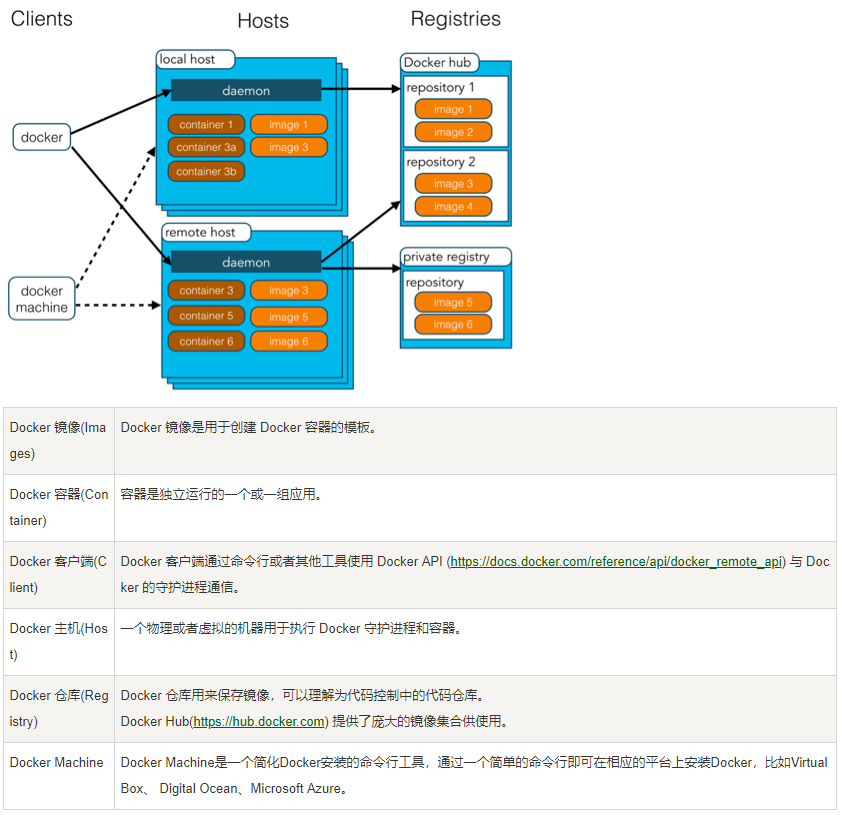 Clients
Hosts
Registries
local host
daemon
container 1
image 1
container 3a
image 3
container 3b
docker
docker
machine
remote host
daemon
container 3
image 3
container 5
image 5
container 6
image 6
Docker hub
repository 1
image 1
image 2
repository 2
image 3
image 4
private registry
repository
image 5
image 6
Docker 镜像(Ima
ges)
Docker 镜像是用于创建 Docker 容器的模板。
Docker 容器(Con
tainer)
容器是独立运行的一个或一组应用。
Docker 客户端(C
lient)
Docker 客户端通过命令行或者其他工具使用 Docker API (https://docs.docker.com/reference/api/docker_remote_api) 与 Doc
ker 的守护进程通信。
Docker 主机(Hos
t)
一个物理或者虚拟的机器用于执行 Docker 守护进程和容器。
Docker 仓库(Reg
istry)
Docker 仓库用来保存镜像，可以理解为代码控制中的代码仓库。
Docker Hub(https://hub.docker.com) 提供了庞大的镜像集合供使用。
Docker Machine
Docker Machine是一个简化Docker安装的命令行工具，通过一个简单的命令行即可在相应的平台上安装Docker，比如Virtual
Box、 Digital Ocean、Microsoft Azure。